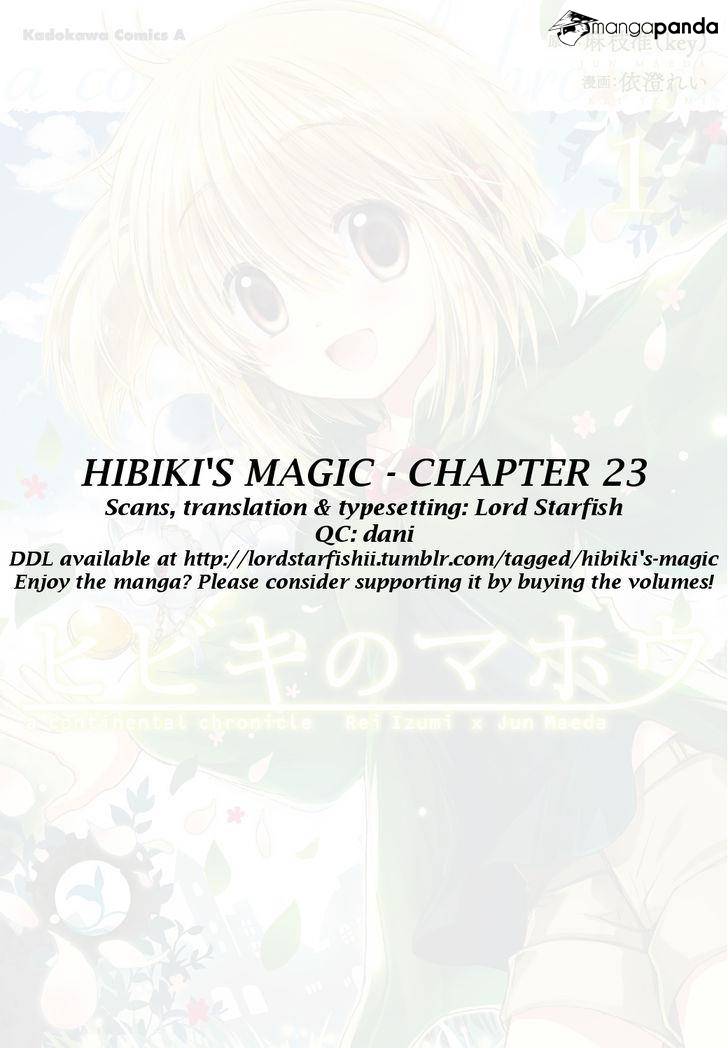 Kadokawa Comics A
mangapanda
麻枝准(key)
JUN MAEDA
漫画:依澄れい
REI IZUMI
1
HIBIKI'S MAGIC - CHAPTER 23
Scans, translation & typesetting: Lord Starfish
QC: dani
DDL available at http://lordstarfishii.tumblr.com/tagged/hibiki's-magic
Enjoy the manga? Please consider supporting it by buying the volumes!
ヒビキのマホウ
a continental chronicle Rei Izumi x Jun Maeda